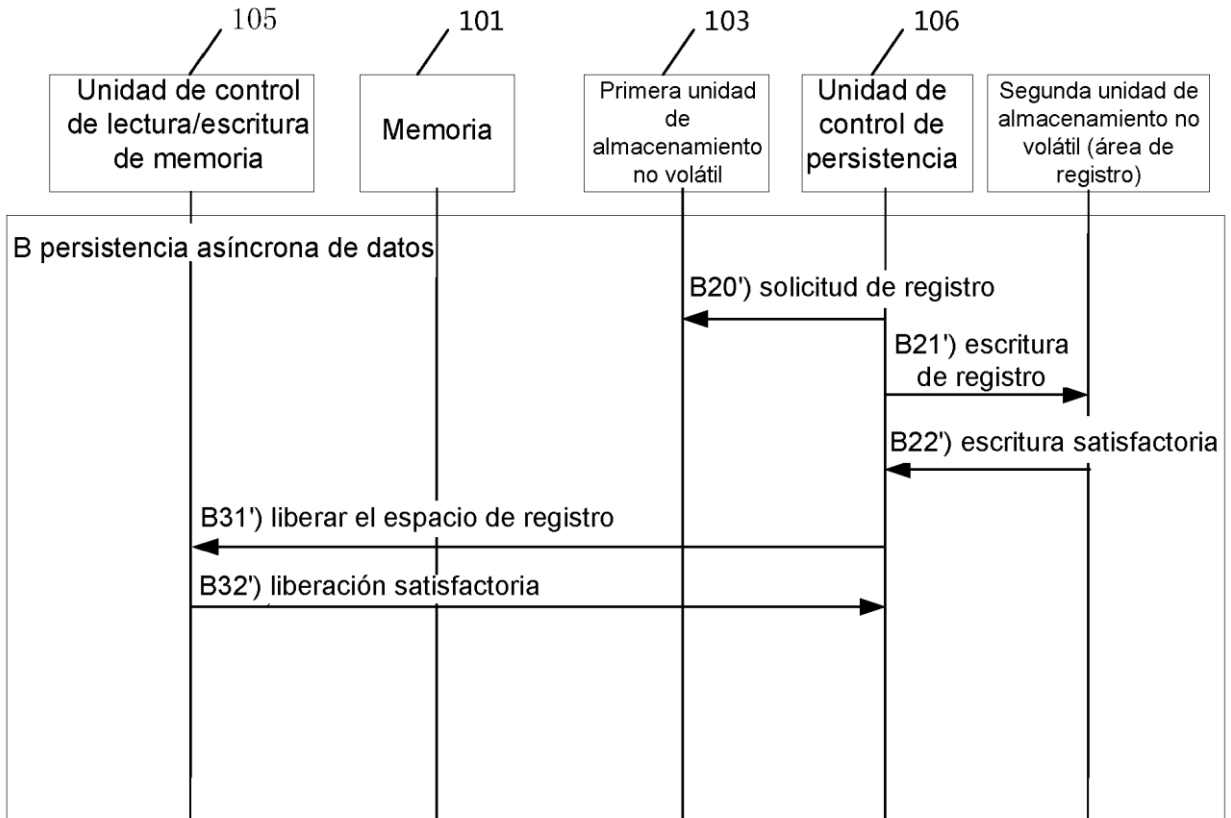 105
101
103
106
Unidad de control
de lectura/escritura
de memoria
Memoria
Primera unidad
de
almacenamiento
no volátil
Unidad de
control de
persistencia
Segunda unidad de
almacenamiento no
volátil (área de
registro)
B persistencia asíncrona de datos
B20') solicitud de registro
B21') escritura
de registro
B22') escritura satisfactoria
B31') liberar el espacio de registro
B32') liberación satisfactoria